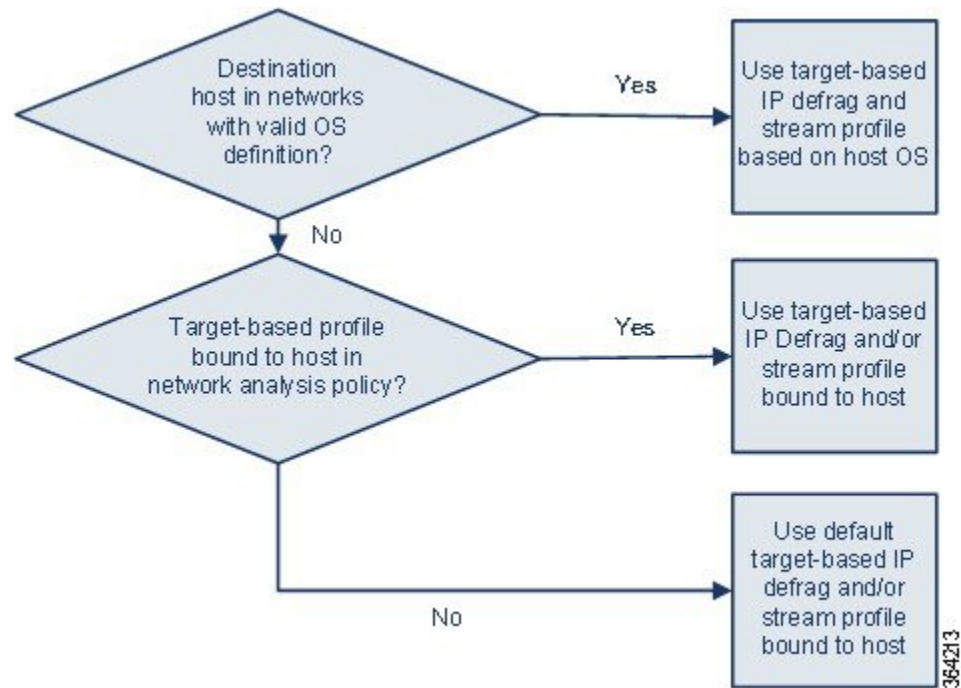 Destination
host in networks
with valid OS
definition?
Yes
Use target-based
IP defrag and
stream profile
based on host OS
No
Target-based profile
bound to host in
network analysis policy?
Yes
Use target-based
IP Defrag and/or
stream profile
bound to host
No
Use default
target-based IP
defrag and/or
stream profile
bound to host
364213